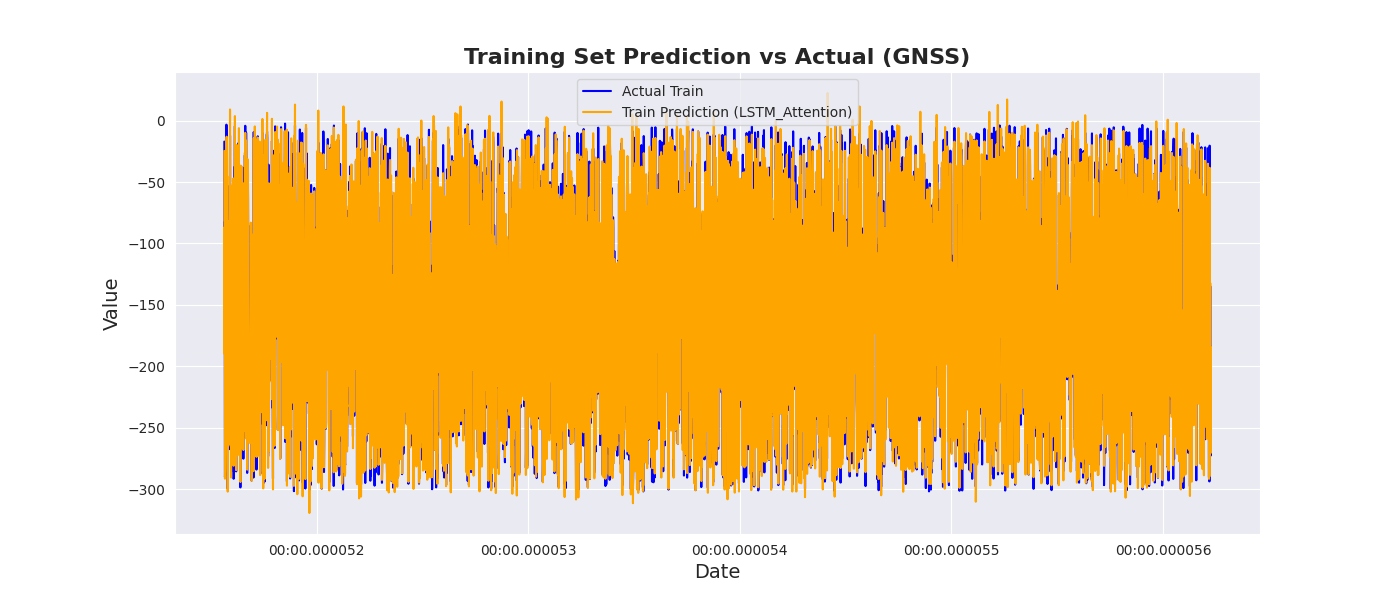 Training Set Prediction vs Actual (GNSS)
Actual Train
Train Prediction (LSTM_Attention)
Value
0
−50
−100
−150
−200
−250
−300
00:00.000052
00:00.000053
00:00.000054
00:00.000055
00:00.000056
Date